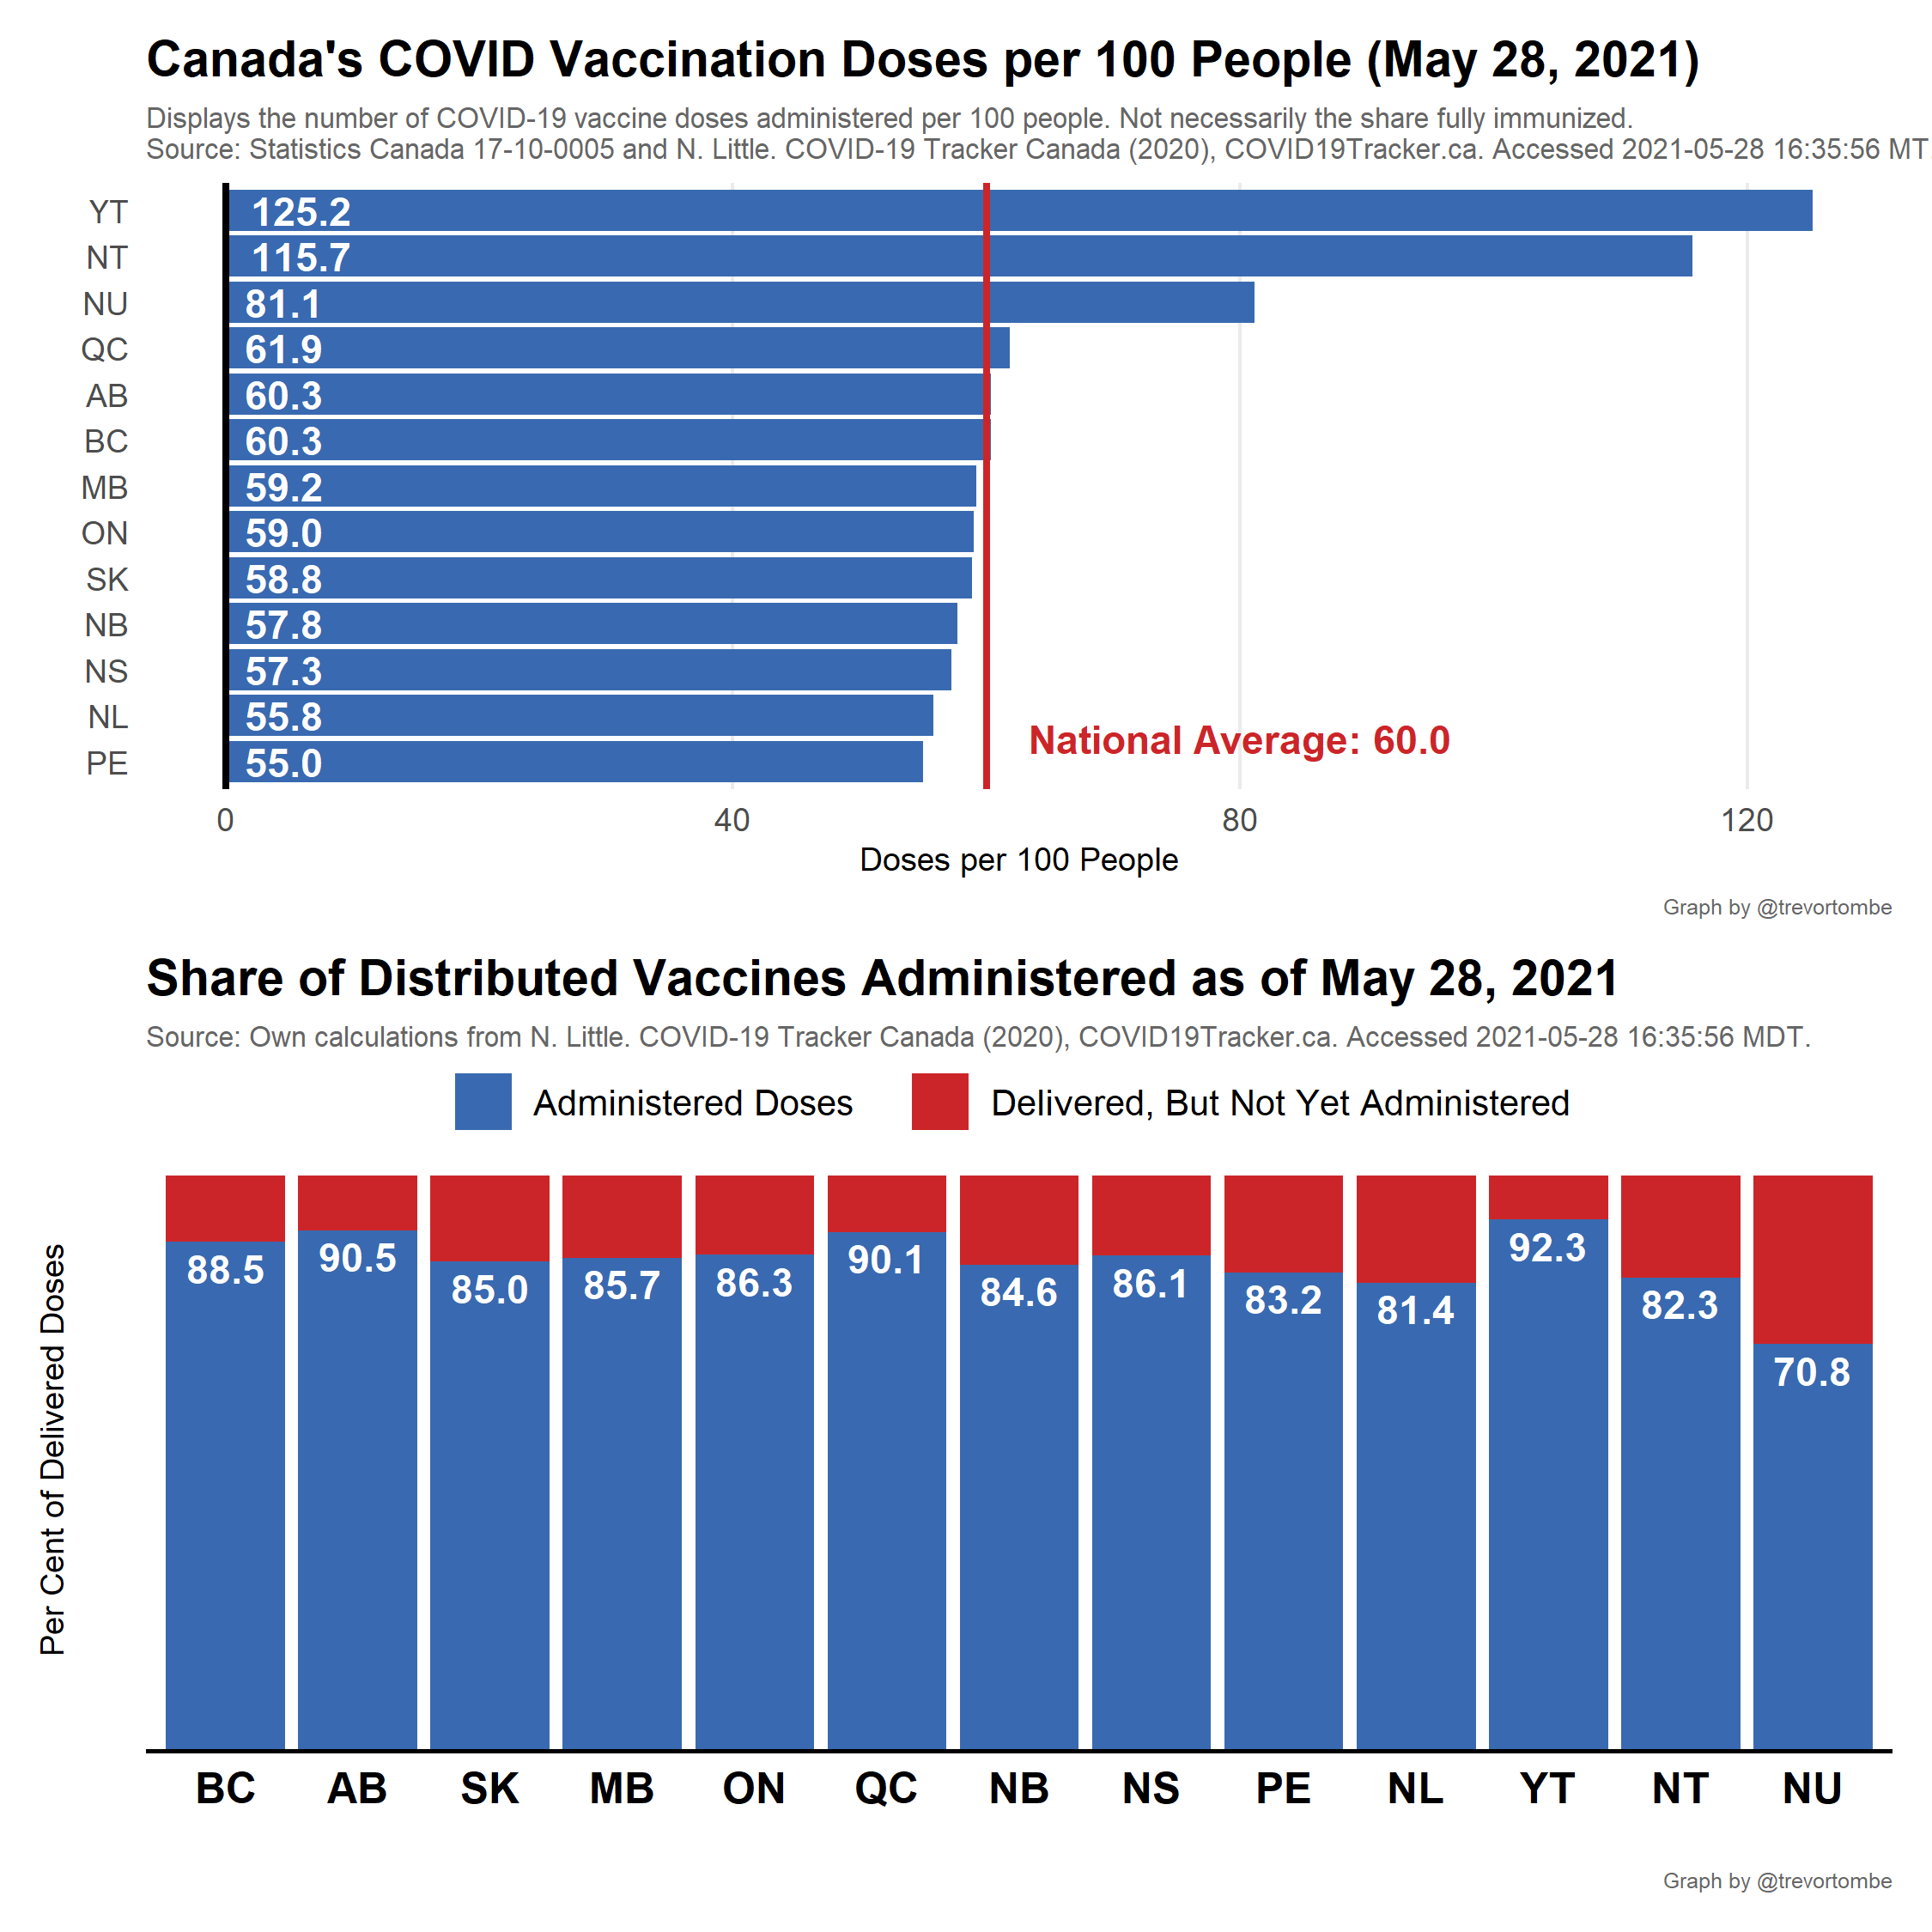 Canada's COVID Vaccination Doses per 100 People (May 28, 2021)
Displays the number of COVID-19 vaccine doses administered per 100 people. Not necessarily the share fully immunized.
Source: Statistics Canada 17-10-0005 and N. Little. COVID-19 Tracker Canada (2020), COVID19Tracker.ca. Accessed 2021-05-28 16:35:56 MT
YT 125.2
NT 115.7
NU 81.1
QC 61.9
AB 60.3
BC 60.3
MB 59.2
ON 59.0
SK 58.8
NB 57.8
NS 57.3
NL 55.8
National Average: 60.0
PE 55.0
0 40 80 120
Doses per 100 People
Graph by @trevortombe
Share of Distributed Vaccines Administered as of May 28, 2021
Source: Own calculations from N. Little. COVID-19 Tracker Canada (2020), COVID19Tracker.ca. Accessed 2021-05-28 16:35:56 MDT.
Administered Doses Delivered, But Not Yet Administered
Per Cent of Delivered Doses
88.5 90.5 85.0 85.7 86.3 90.1 84.6 86.1 83.2 81.4 92.3 82.3 70.8
BC AB SK MB ON QC NB NS PE NL YT NT NU
Graph by @trevortombe